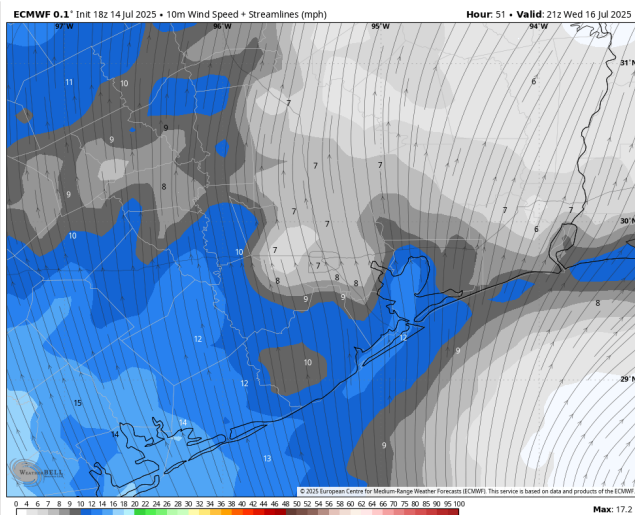 ECMWF 0.1° Init 18z 14 Jul 2025 • 10m Wind Speed + Streamlines (mph) Hour: 51 • Valid: 21z Wed 16 Jul 2025
97°W 96°W 95°W 94°W
31°N
11 10 6
7
9 9
7 7
8
9
7 7 7
7 6 30°N
10
10 7
7
8 8 8
9 9
8
12 12
9
10 29°N
12
15
14 14
9
13
WeatherBELL
© 2025 European Centre for Medium-Range Weather Forecasts (ECMWF). This service is based on data and products of the ECMWF
0 4 6 7 8 9 10 12 14 16 18 20 22 24 26 28 30 32 34 36 38 40 42 44 46 48 50 52 54 56 58 60 62 64 66 70 75 80 85 90 95 100 Max: 17.2